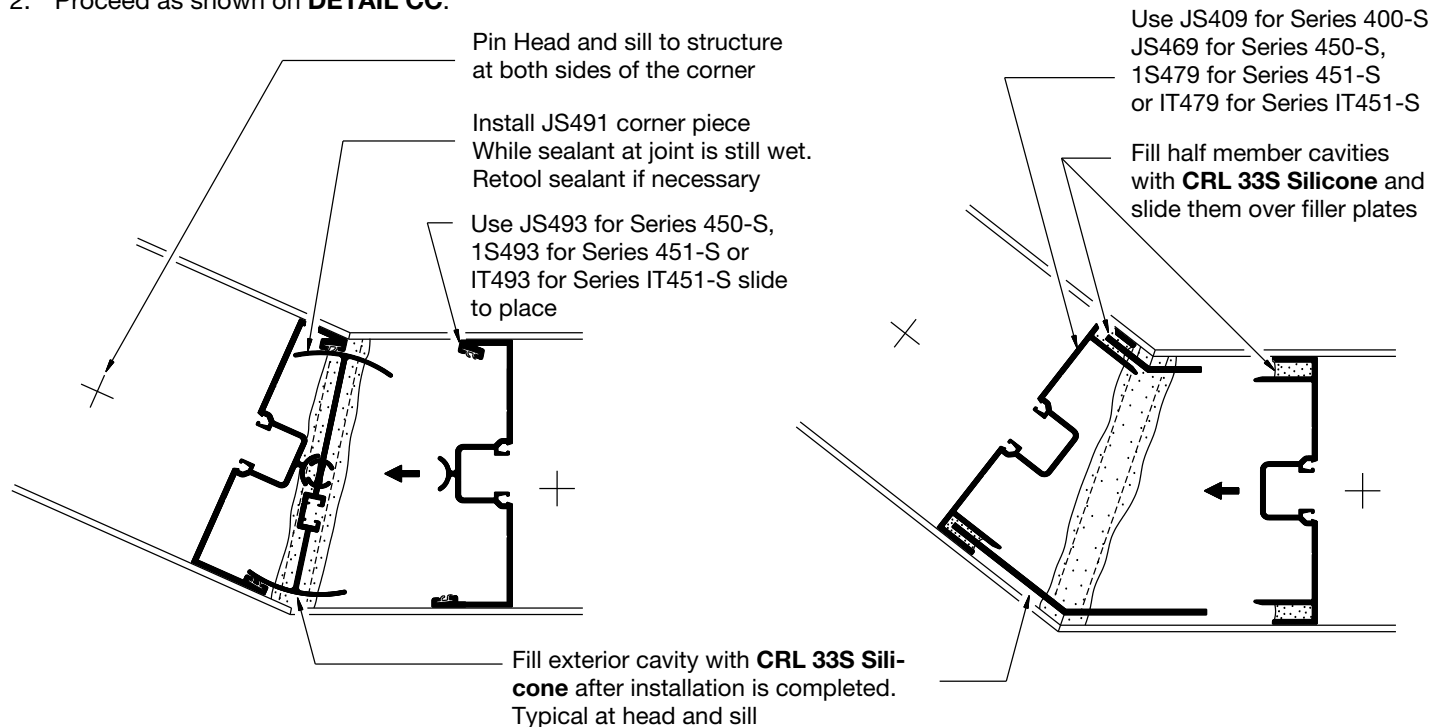 2. Proceed as shown on DETAIL CC.
Pin Head and sill to structure
at both sides of the corner
Install JS491 corner piece
While sealant at joint is still wet.
Retool sealant if necessary
Use JS493 for Series 450-S,
1S493 for Series 451-S or
IT493 for Series IT451-S slide
to place
Use JS409 for Series 400-S
JS469 for Series 450-S,
1S479 for Series 451-S
or IT479 for Series IT451-S
Fill half member cavities
with CRL 33S Silicone and
slide them over filler plates
Fill exterior cavity with CRL 33S Sili-
cone after installation is completed.
Typical at head and sill